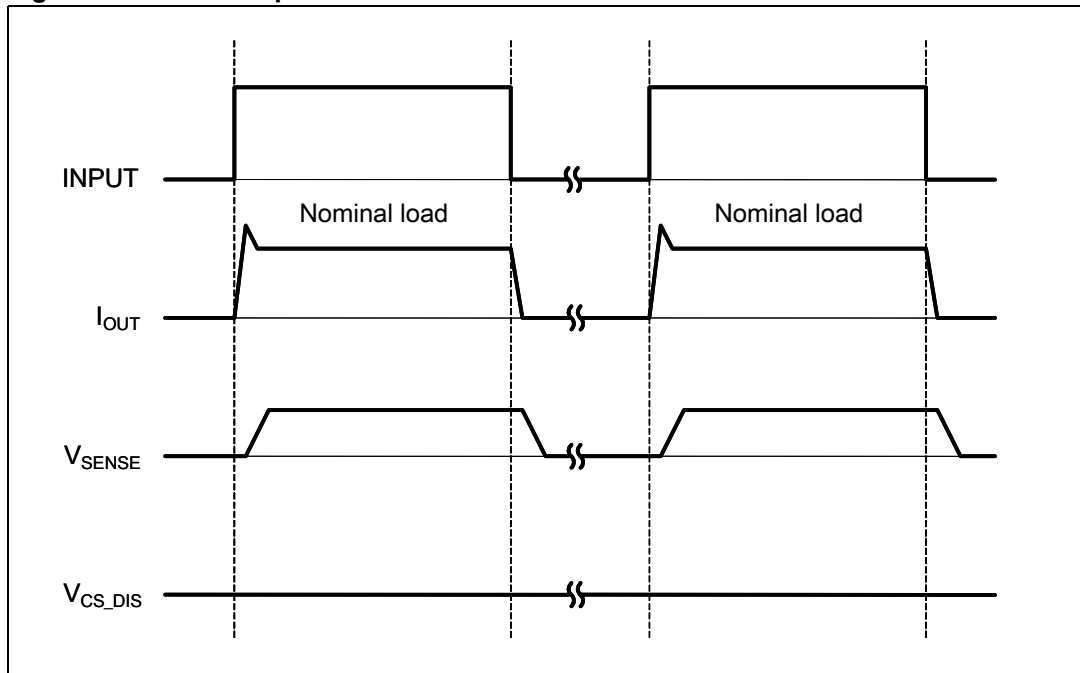 INPUT
Nominal load
Nominal load
IOUT
VSENSE
VCS_DIS